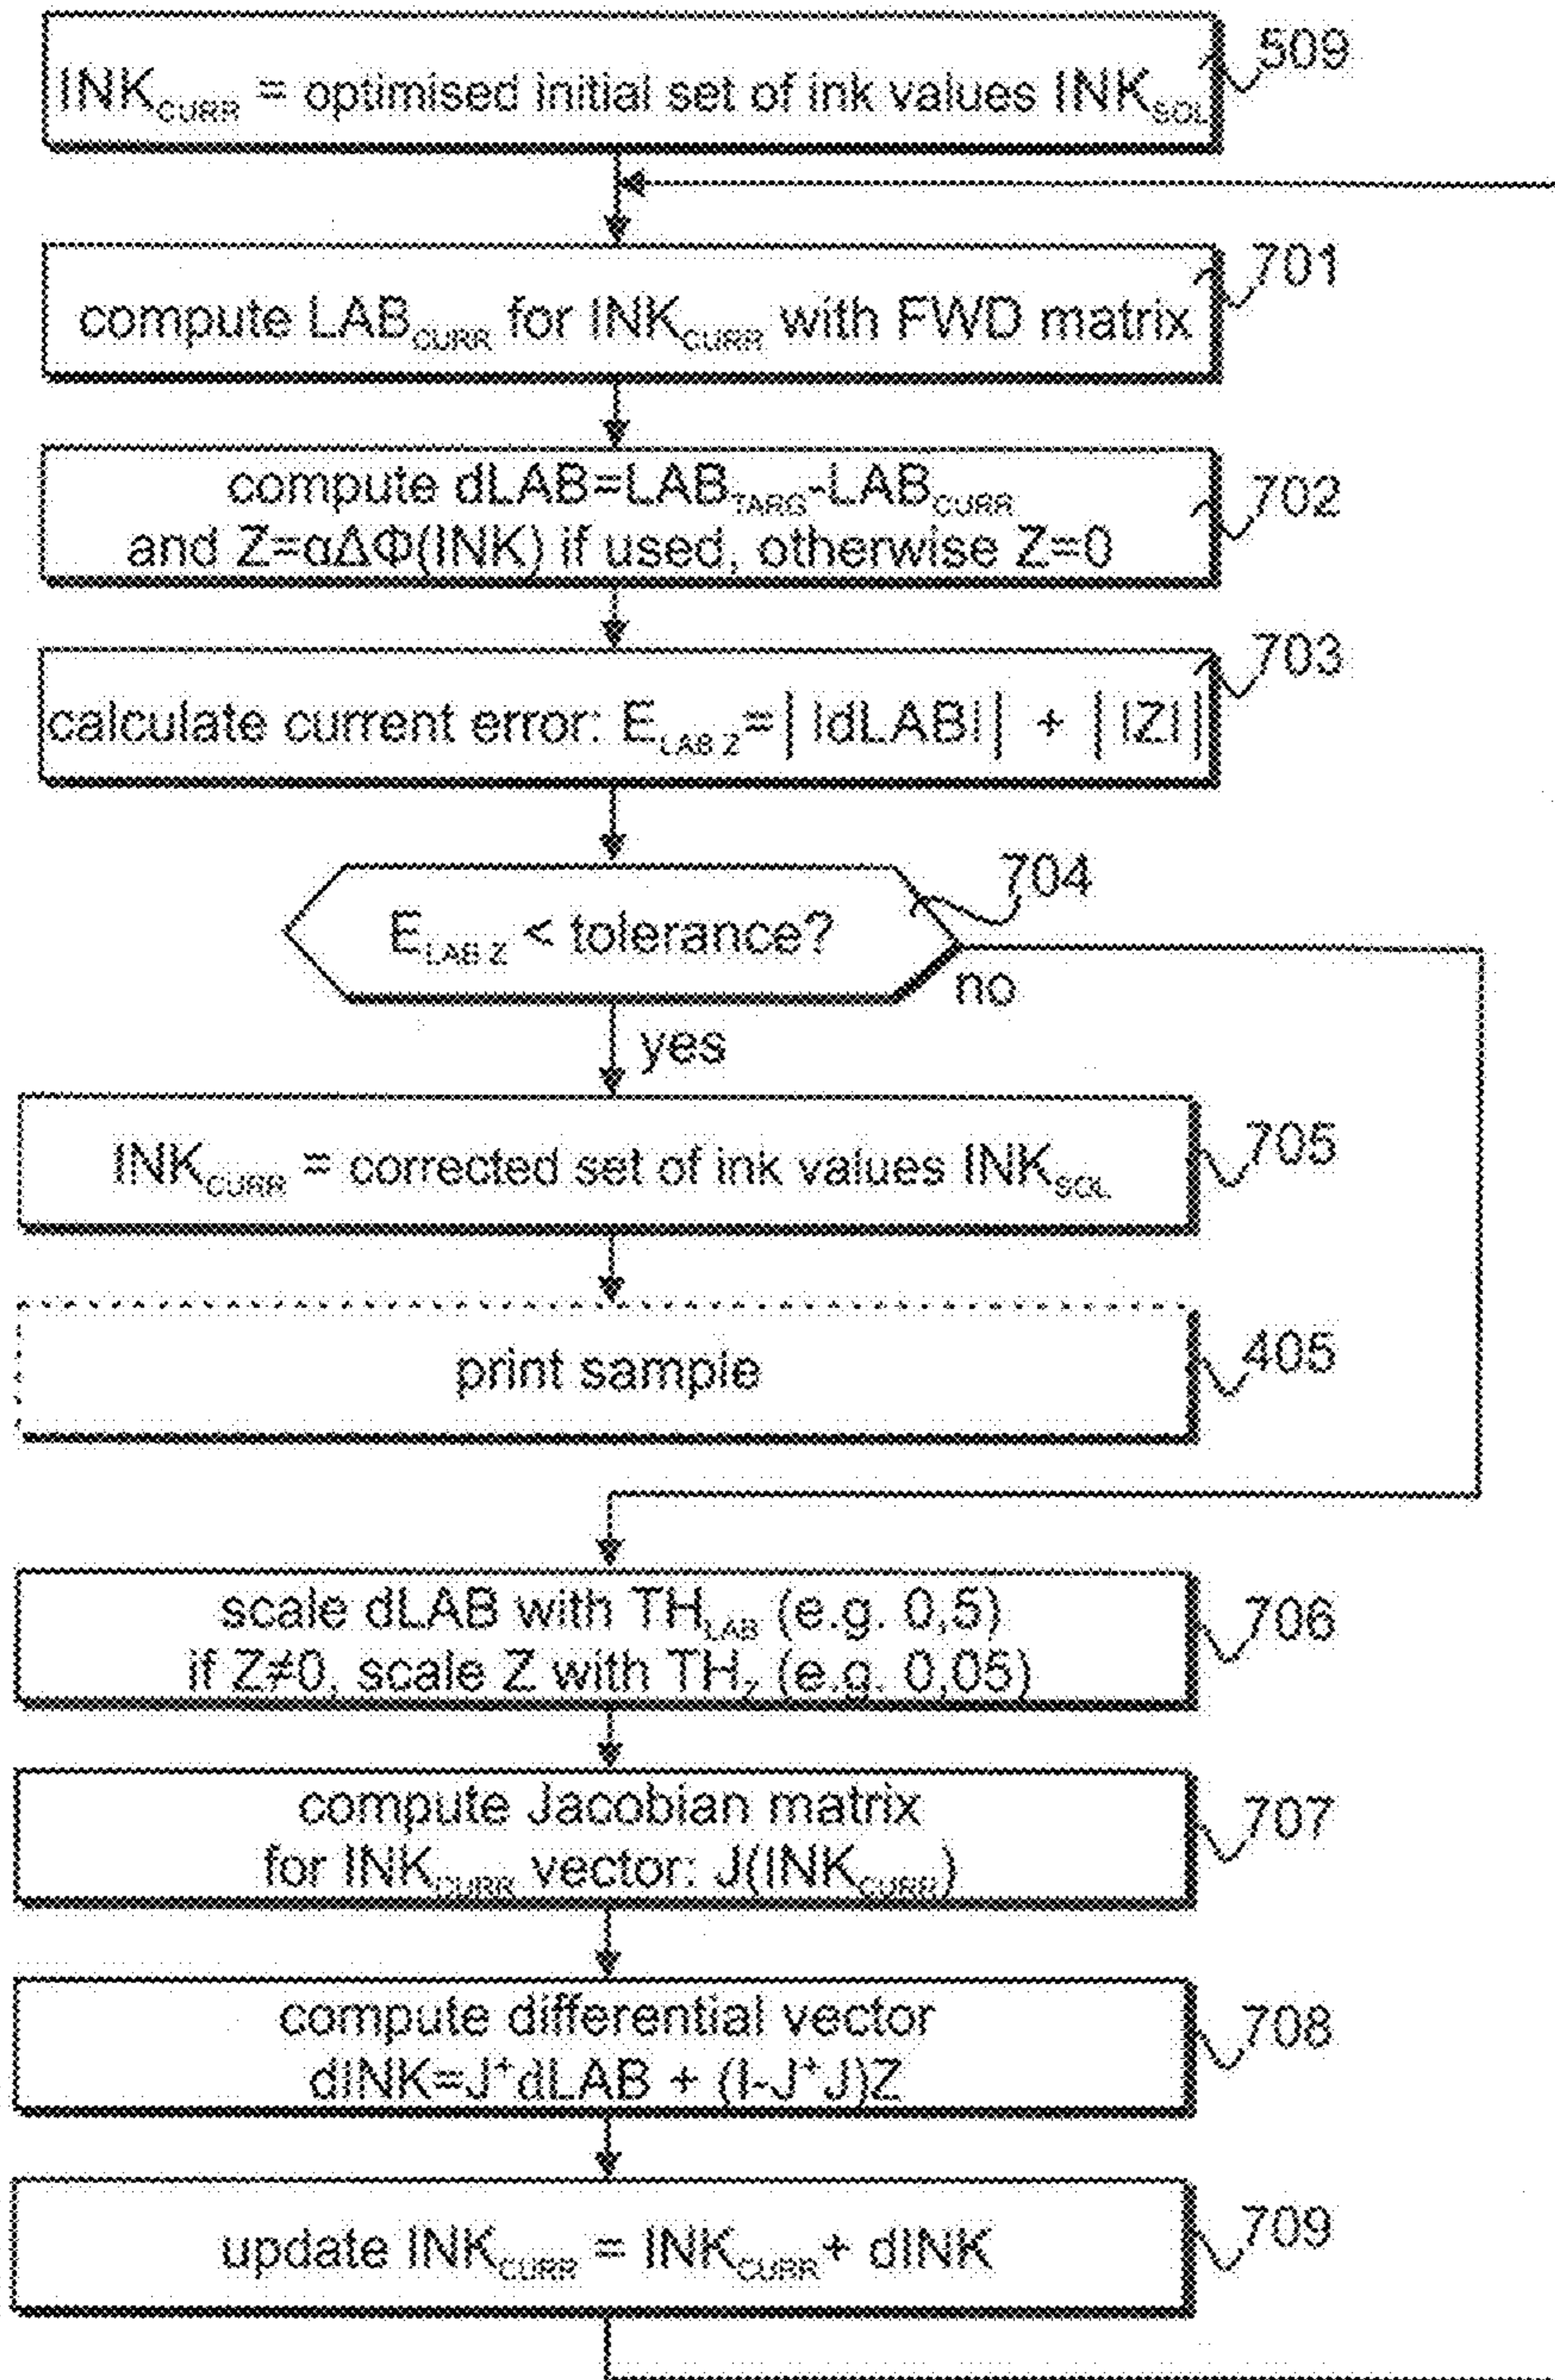 INK_CURR = optimised initial set of ink values INK_SOL
509
compute LAB_CURR for INK_CURR with FWD matrix
701
compute dLAB=LAB_TARG-LAB_CURR
and Z=αΔΦ(INK) if used, otherwise Z=0
702
calculate current error: E_LAB Z=| |dLAB| | + | |Z| |
703
E_LAB Z < tolerance?
704
no
yes
INK_CURR = corrected set of ink values INK_SOL
705
print sample
405
scale dLAB with TH_LAB (e.g. 0,5)
if Z≠0, scale Z with TH_Z (e.g. 0,05)
706
compute Jacobian matrix
for INK_CURR vector: J(INK_CURR)
707
compute differential vector
dINK=J⁺dLAB + (I-J⁺J)Z
708
update INK_CURR = INK_CURR+ dINK
709